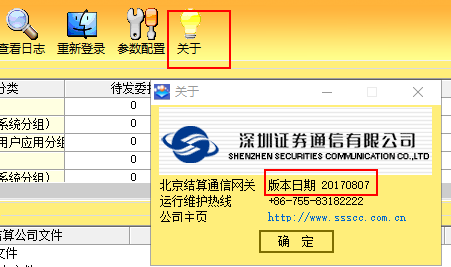 查看日志 重新登录 参数配置 关于
分类 待发委托
0
系统分组) 0
用户应用分组 0
0
系统分组) 0
关于
深圳证券通信有限公司
SHENZHEN SECURITIES COMMUNICATION CO.,LTD
北京结算通信网关 版本日期 20170807
运行维护热线 +86-755-83182222
公司主页 http://www.ssscc.com.cn
确 定
结算公司文件